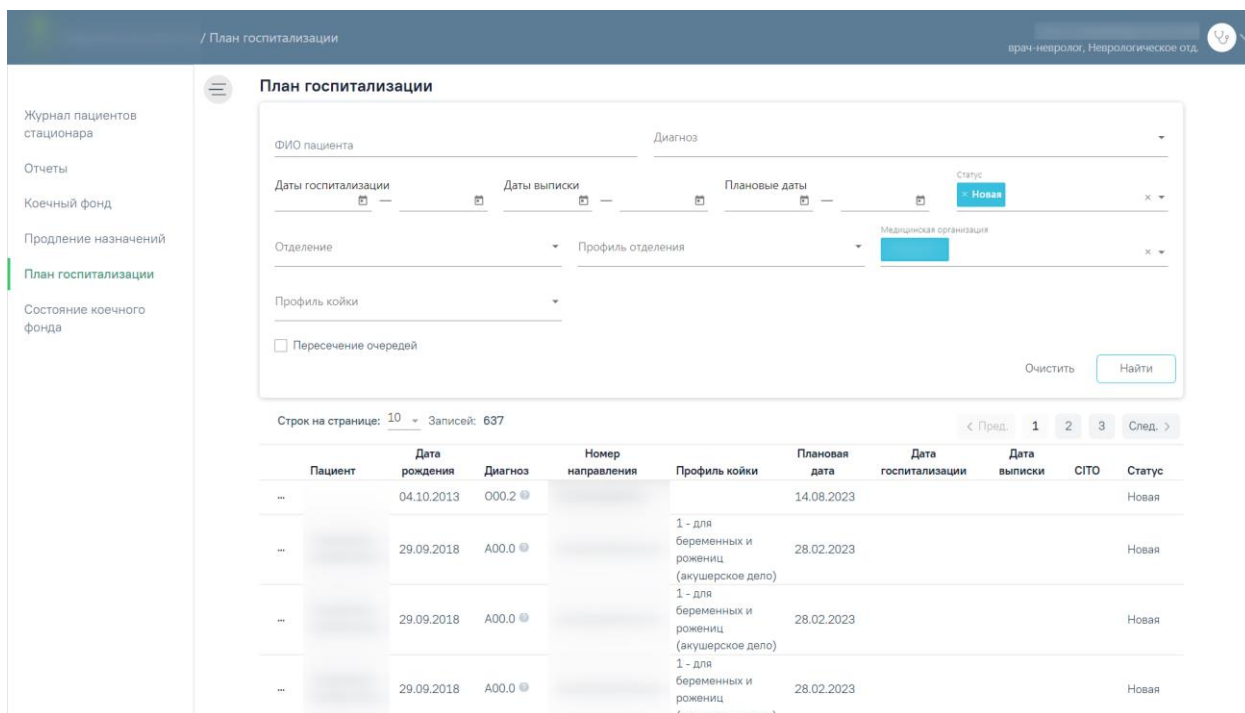 / План госпитализации
врач-невролог, Неврологическое отд.
План госпитализации
Журнал пациентов
стационара
Отчеты
Коечный фонд
Продление назначений
План госпитализации
Состояние коечного
фонда
ФИО пациента
Диагноз
Даты госпитализации
—
Даты выписки
—
Плановые даты
—
Статус
× Новая
×
Отделение
Профиль отделения
Медицинская организация
×
Профиль койки
Пересечение очередей
Очистить
Найти
Строк на странице: 10 Записей: 637
< Пред. 1 2 3 След. >
Пациент
Дата
рождения
Диагноз
Номер
направления
Профиль койки
Плановая
дата
Дата
госпитализации
Дата
выписки
CITO
Статус
... 04.10.2013 O00.2 14.08.2023 Новая
1 - для
беременных и
... 29.09.2018 A00.0 28.02.2023 Новая
рожениц
(акушерское дело)
1 - для
беременных и
... 29.09.2018 A00.0 28.02.2023 Новая
рожениц
(акушерское дело)
1 - для
беременных и
... 29.09.2018 A00.0 28.02.2023 Новая
рожениц